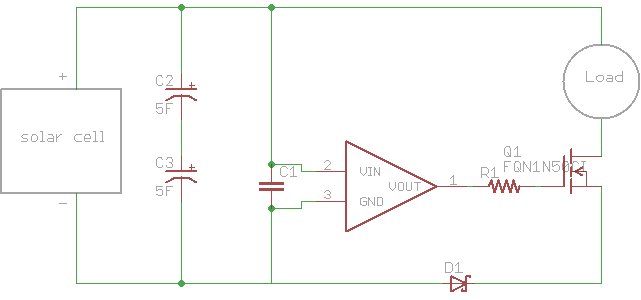 +
solar cell
-
C2
+
5F
C3
+
5F
C1
2
VIN
3
GND
VOUT
1
R1
Q1
FQN1N50CT
Load
D1